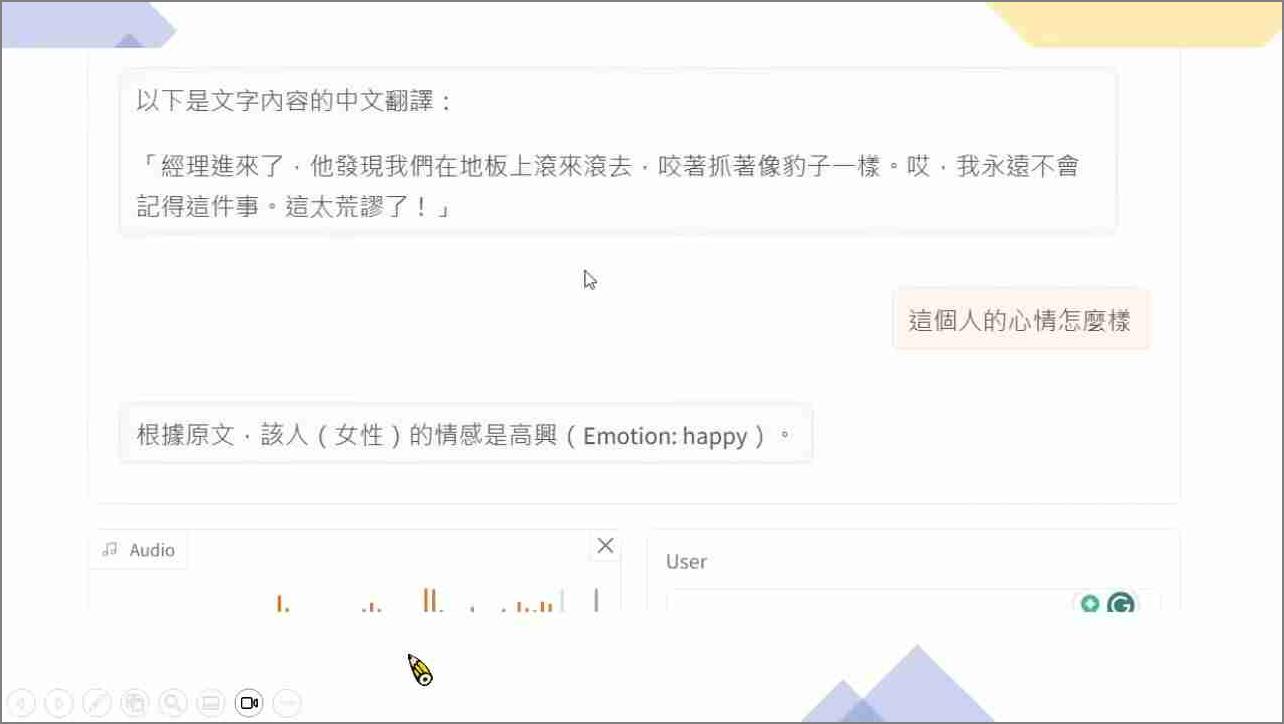 以下是文字內容的中文翻譯：
「經理進來了，他發現我們在地板上滾來滾去，咬著抓著像豹子一樣。哎，我永遠不會
記得這件事。這太荒謬了！」
這個人的心情怎麼樣
根據原文，該人（女性）的情感是高興（Emotion: happy）。
Audio
User